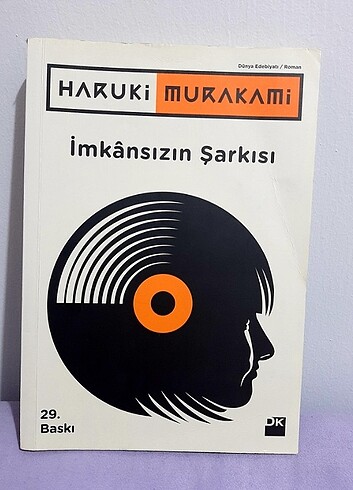 Dünya Edebiyatı / Roman
HARUKi MURAKAMi
İmkânsızın Şarkısı
29.
Baskı
DK